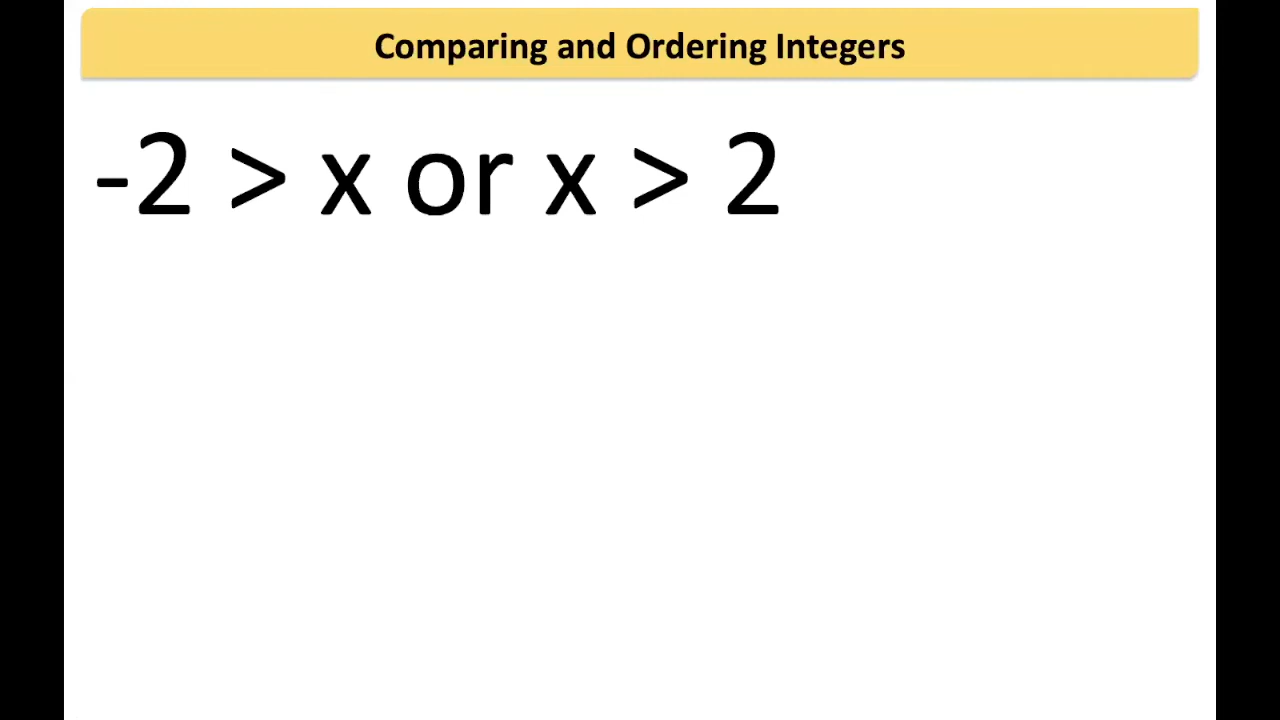 Comparing and Ordering Integers
-2 > x or x > 2